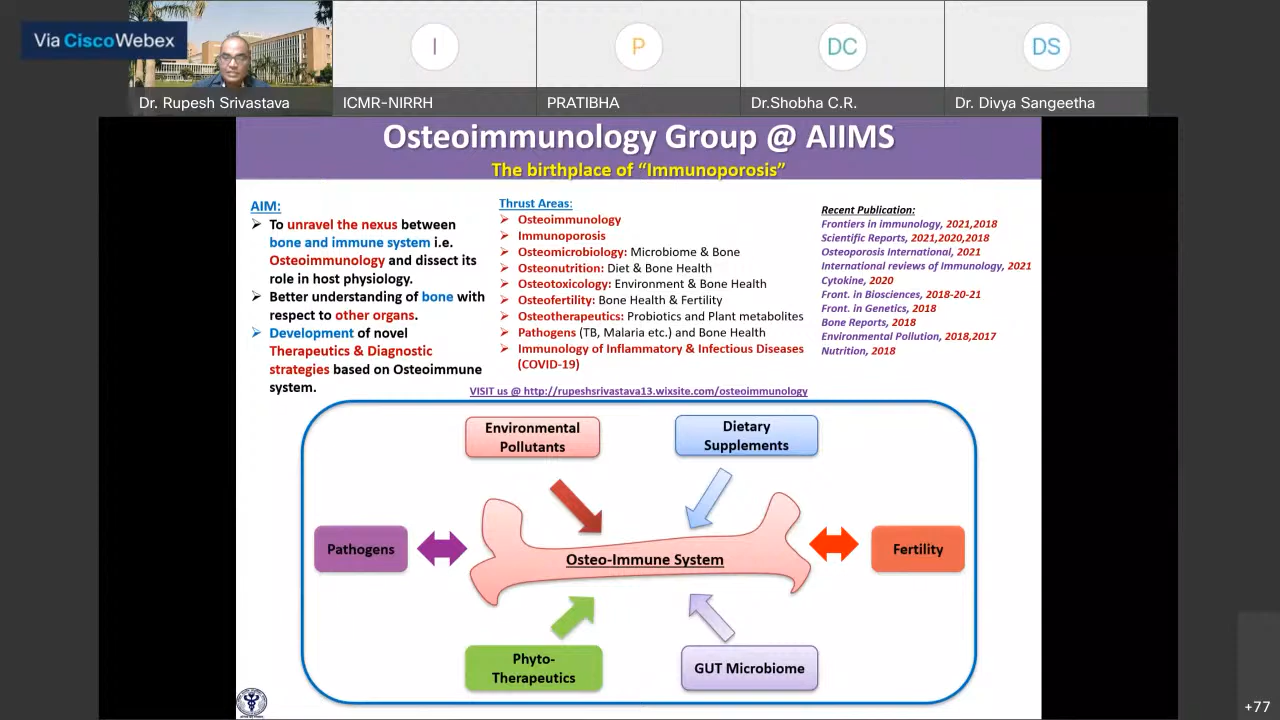 Via CiscoWebex
I
P
DC
DS
Dr. Rupesh Srivastava
ICMR-NIRRH
PRATIBHA
Dr.Shobha C.R.
Dr. Divya Sangeetha
Osteoimmunology Group @ AIIMS
The birthplace of “Immunoporosis”
AIM:
➢ To unravel the nexus between
bone and immune system i.e.
Osteoimmunology and dissect its
role in host physiology.
➢ Better understanding of bone with
respect to other organs.
➢ Development of novel
Therapeutics & Diagnostic
strategies based on Osteoimmune
system.
Thrust Areas:
➢ Osteoimmunology
➢ Immunoporosis
➢ Osteomicrobiology: Microbiome & Bone
➢ Osteonutrition: Diet & Bone Health
➢ Osteotoxicology: Environment & Bone Health
➢ Osteofertility: Bone Health & Fertility
➢ Osteotherapeutics: Probiotics and Plant metabolites
➢ Pathogens (TB, Malaria etc.) and Bone Health
➢ Immunology of Inflammatory & Infectious Diseases
(COVID-19)
Recent Publication:
Frontiers in immunology, 2021,2018
Scientific Reports, 2021,2020,2018
Osteoporosis International, 2021
International reviews of Immunology, 2021
Cytokine, 2020
Front. in Biosciences, 2018-20-21
Front. in Genetics, 2018
Bone Reports, 2018
Environmental Pollution, 2018,2017
Nutrition, 2018
VISIT us @ http://rupeshsrivastava13.wixsite.com/osteoimmunology
Environmental
Pollutants
Dietary
Supplements
Pathogens
Osteo-Immune System
Fertility
Phyto-
Therapeutics
GUT Microbiome
+77